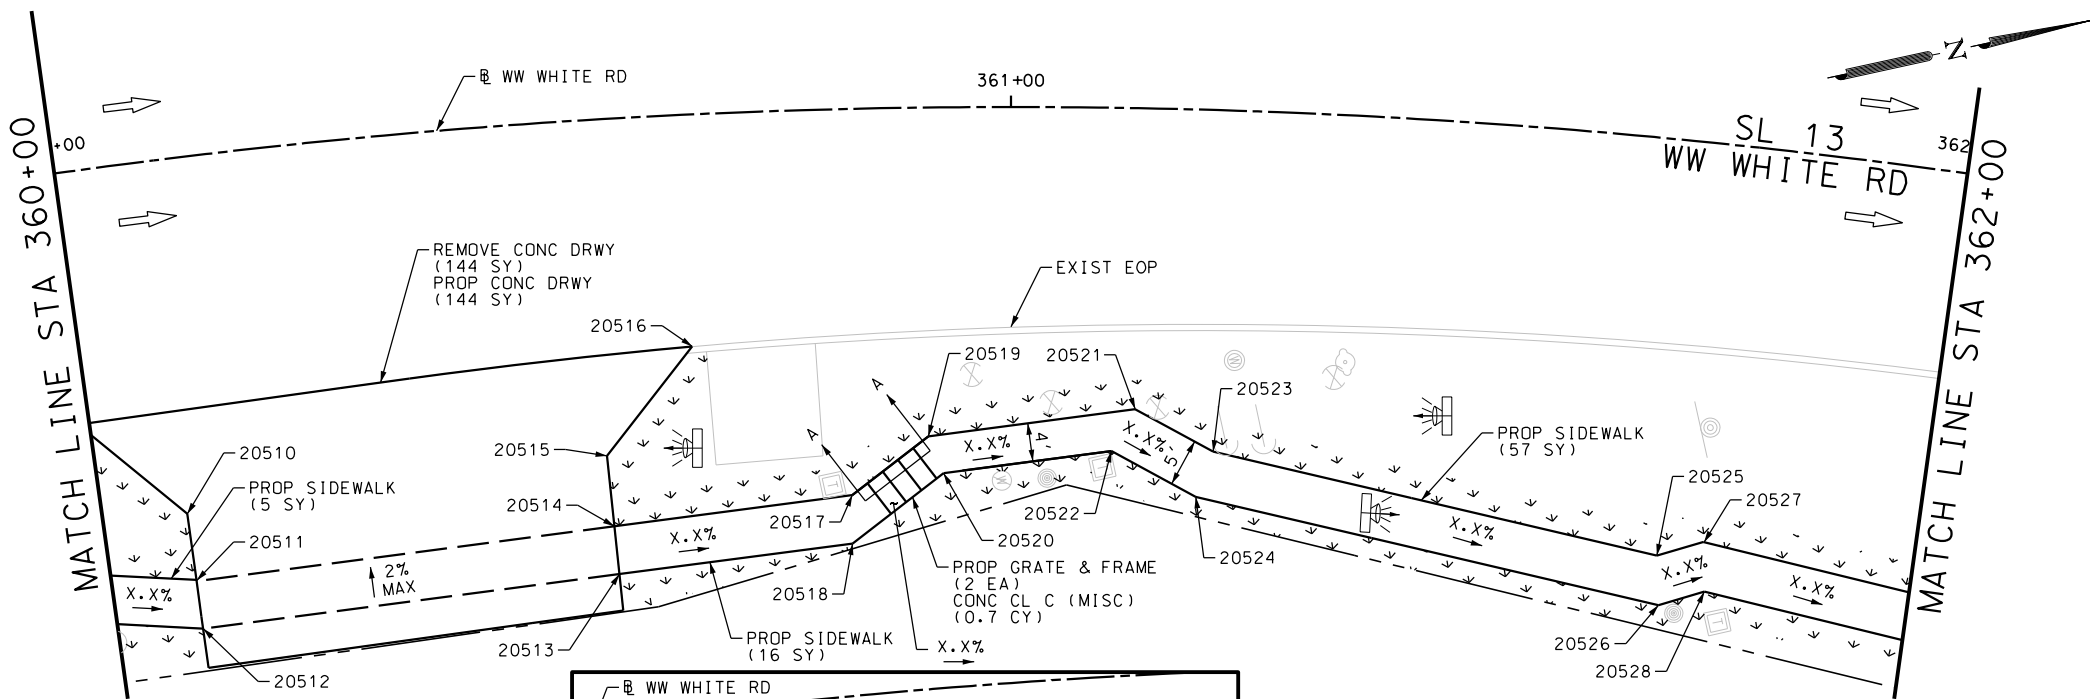 N
℄ WW WHITE RD
361+00
+00
SL 13
WW WHITE RD
362
MATCH LINE STA 360+00
MATCH LINE STA 362+00
REMOVE CONC DRWY
(144 SY)
PROP CONC DRWY
(144 SY)
EXIST EOP
20516
20519
20521
20523
A
A
20510
PROP SIDEWALK
(5 SY)
20515
20514
20517
X.X%
4'
X.X%
5'
PROP SIDEWALK
(57 SY)
20525
20527
W
W
T
T
T
20511
X.X%
2%
MAX
X.X%
20522
20520
20524
X.X%
X.X%
X.X%
20518
PROP GRATE & FRAME
(2 EA)
CONC CL C (MISC)
(0.7 CY)
20513
PROP SIDEWALK
(16 SY)
X.X%
20526
20528
20512
℄ WW WHITE RD